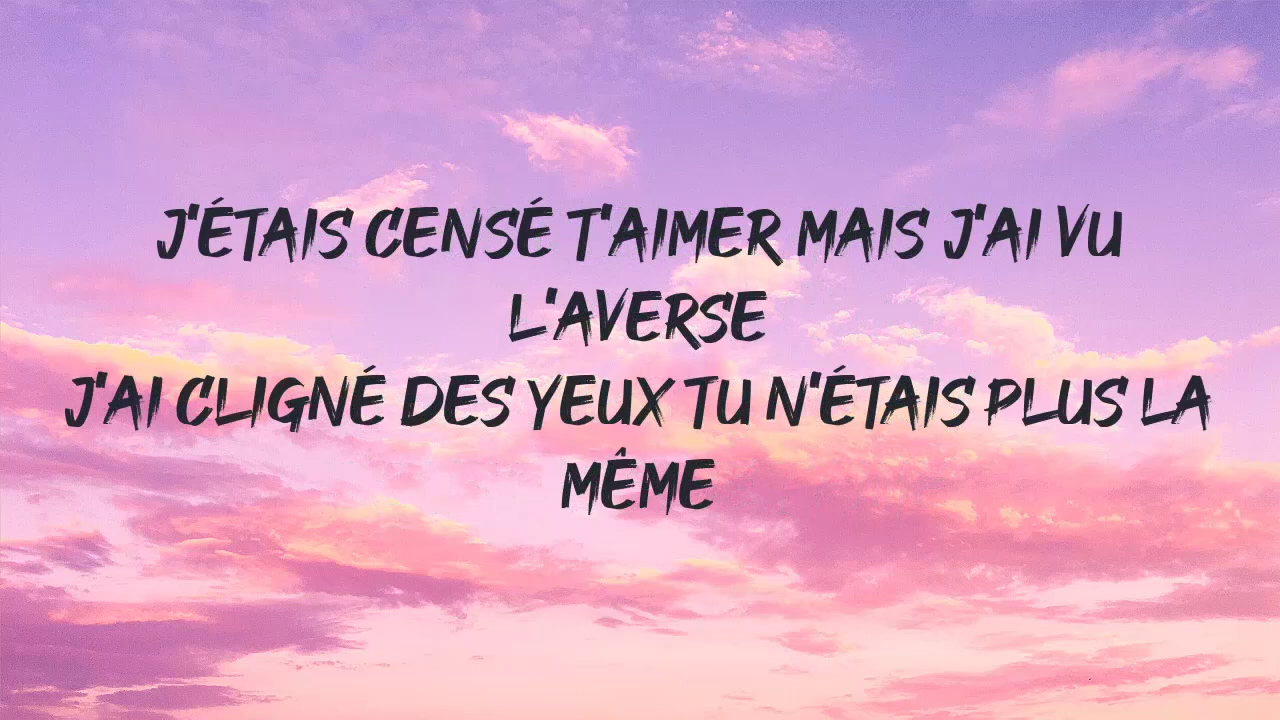 J'ÉTAIS CENSÉ T'AIMER MAIS J'AI VU
L'AVERSE
J'AI CLIGNÉ DES YEUX TU N'ÉTAIS PLUS LA
MÊME